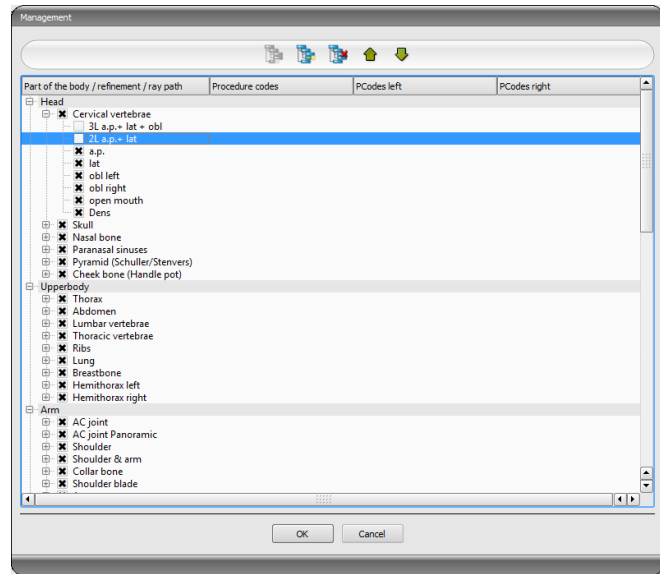 Management
Part of the body / refinement / ray path Procedure codes PCodes left PCodes right
Head
Cervical vertebrae
3L a.p.+ lat + obl
2L a.p.+ lat
a.p.
lat
obl left
obl right
open mouth
Dens
Skull
Nasal bone
Paranasal sinuses
Pyramid (Schuller/Stenvers)
Cheek bone (Handle pot)
Upperbody
Thorax
Abdomen
Lumbar vertebrae
Thoracic vertebrae
Ribs
Lung
Breastbone
Hemithorax left
Hemithorax right
Arm
AC joint
AC joint Panoramic
Shoulder
Shoulder & arm
Collar bone
Shoulder blade
OK Cancel